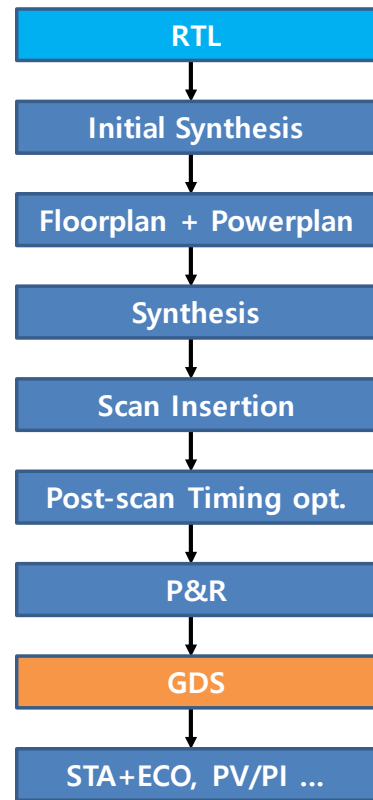 RTL
Initial Synthesis
Floorplan + Powerplan
Synthesis
Scan Insertion
Post-scan Timing opt.
P&R
GDS
STA+ECO, PV/PI ...